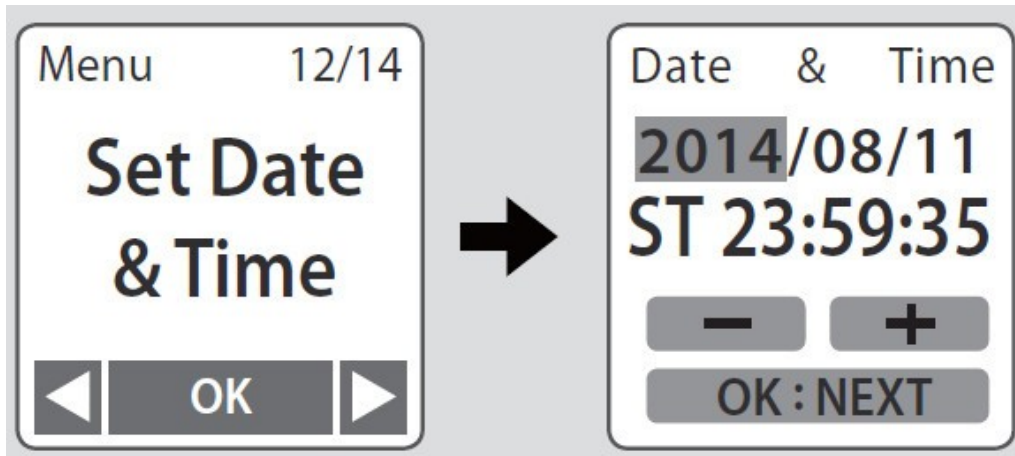 Menu 12/14
Set Date
& Time
OK
Date & Time
2014/08/11
ST 23:59:35
− +
OK : NEXT